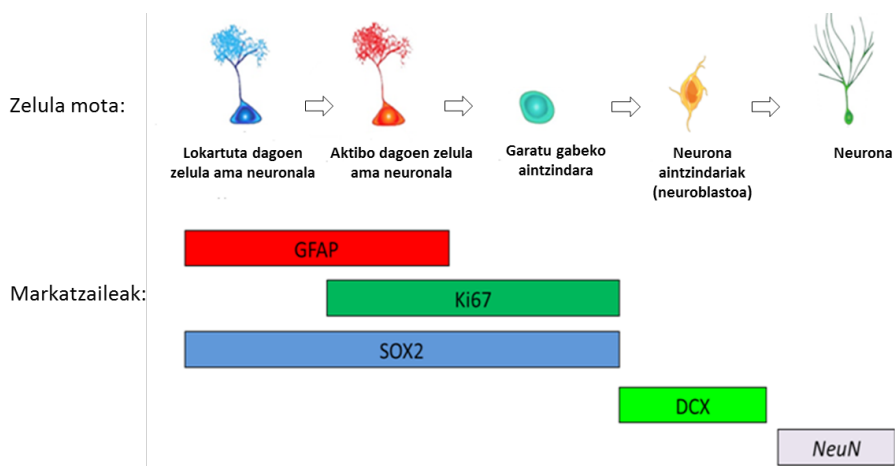 Zelula mota:
Lokartuta dagoen
zelula ama neuronala
Aktibo dagoen zelula
ama neuronala
Garatu gabeko
aintzindara
Neurona
aintzindariak
(neuroblastoa)
Neurona
Markatzaileak:
GFAP
Ki67
SOX2
DCX
NeuN